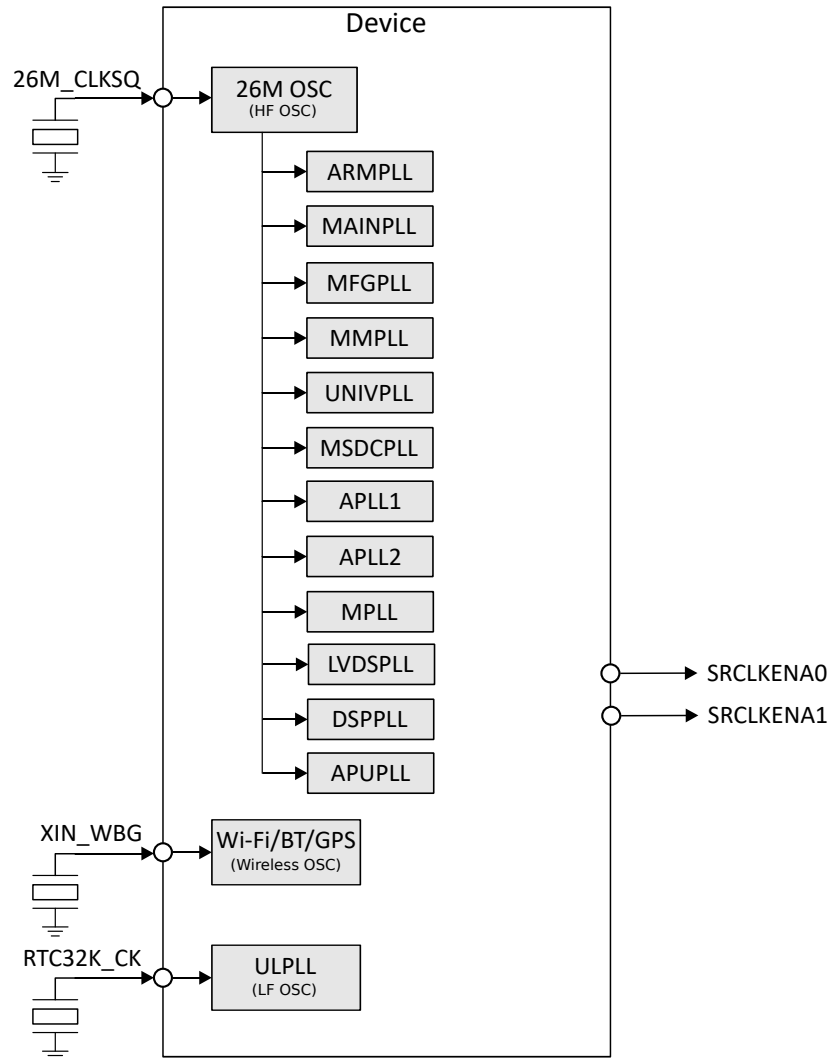 Device
26M_CLKSQ
26M OSC
(HF OSC)
ARMPLL
MAINPLL
MFGPLL
MMPLL
UNIVPLL
MSDCPLL
APLL1
APLL2
MPLL
LVDSPLL
DSPPLL
APUPLL
SRCLKENA0
SRCLKENA1
XIN_WBG
Wi-Fi/BT/GPS
(Wireless OSC)
RTC32K_CK
ULPLL
(LF OSC)